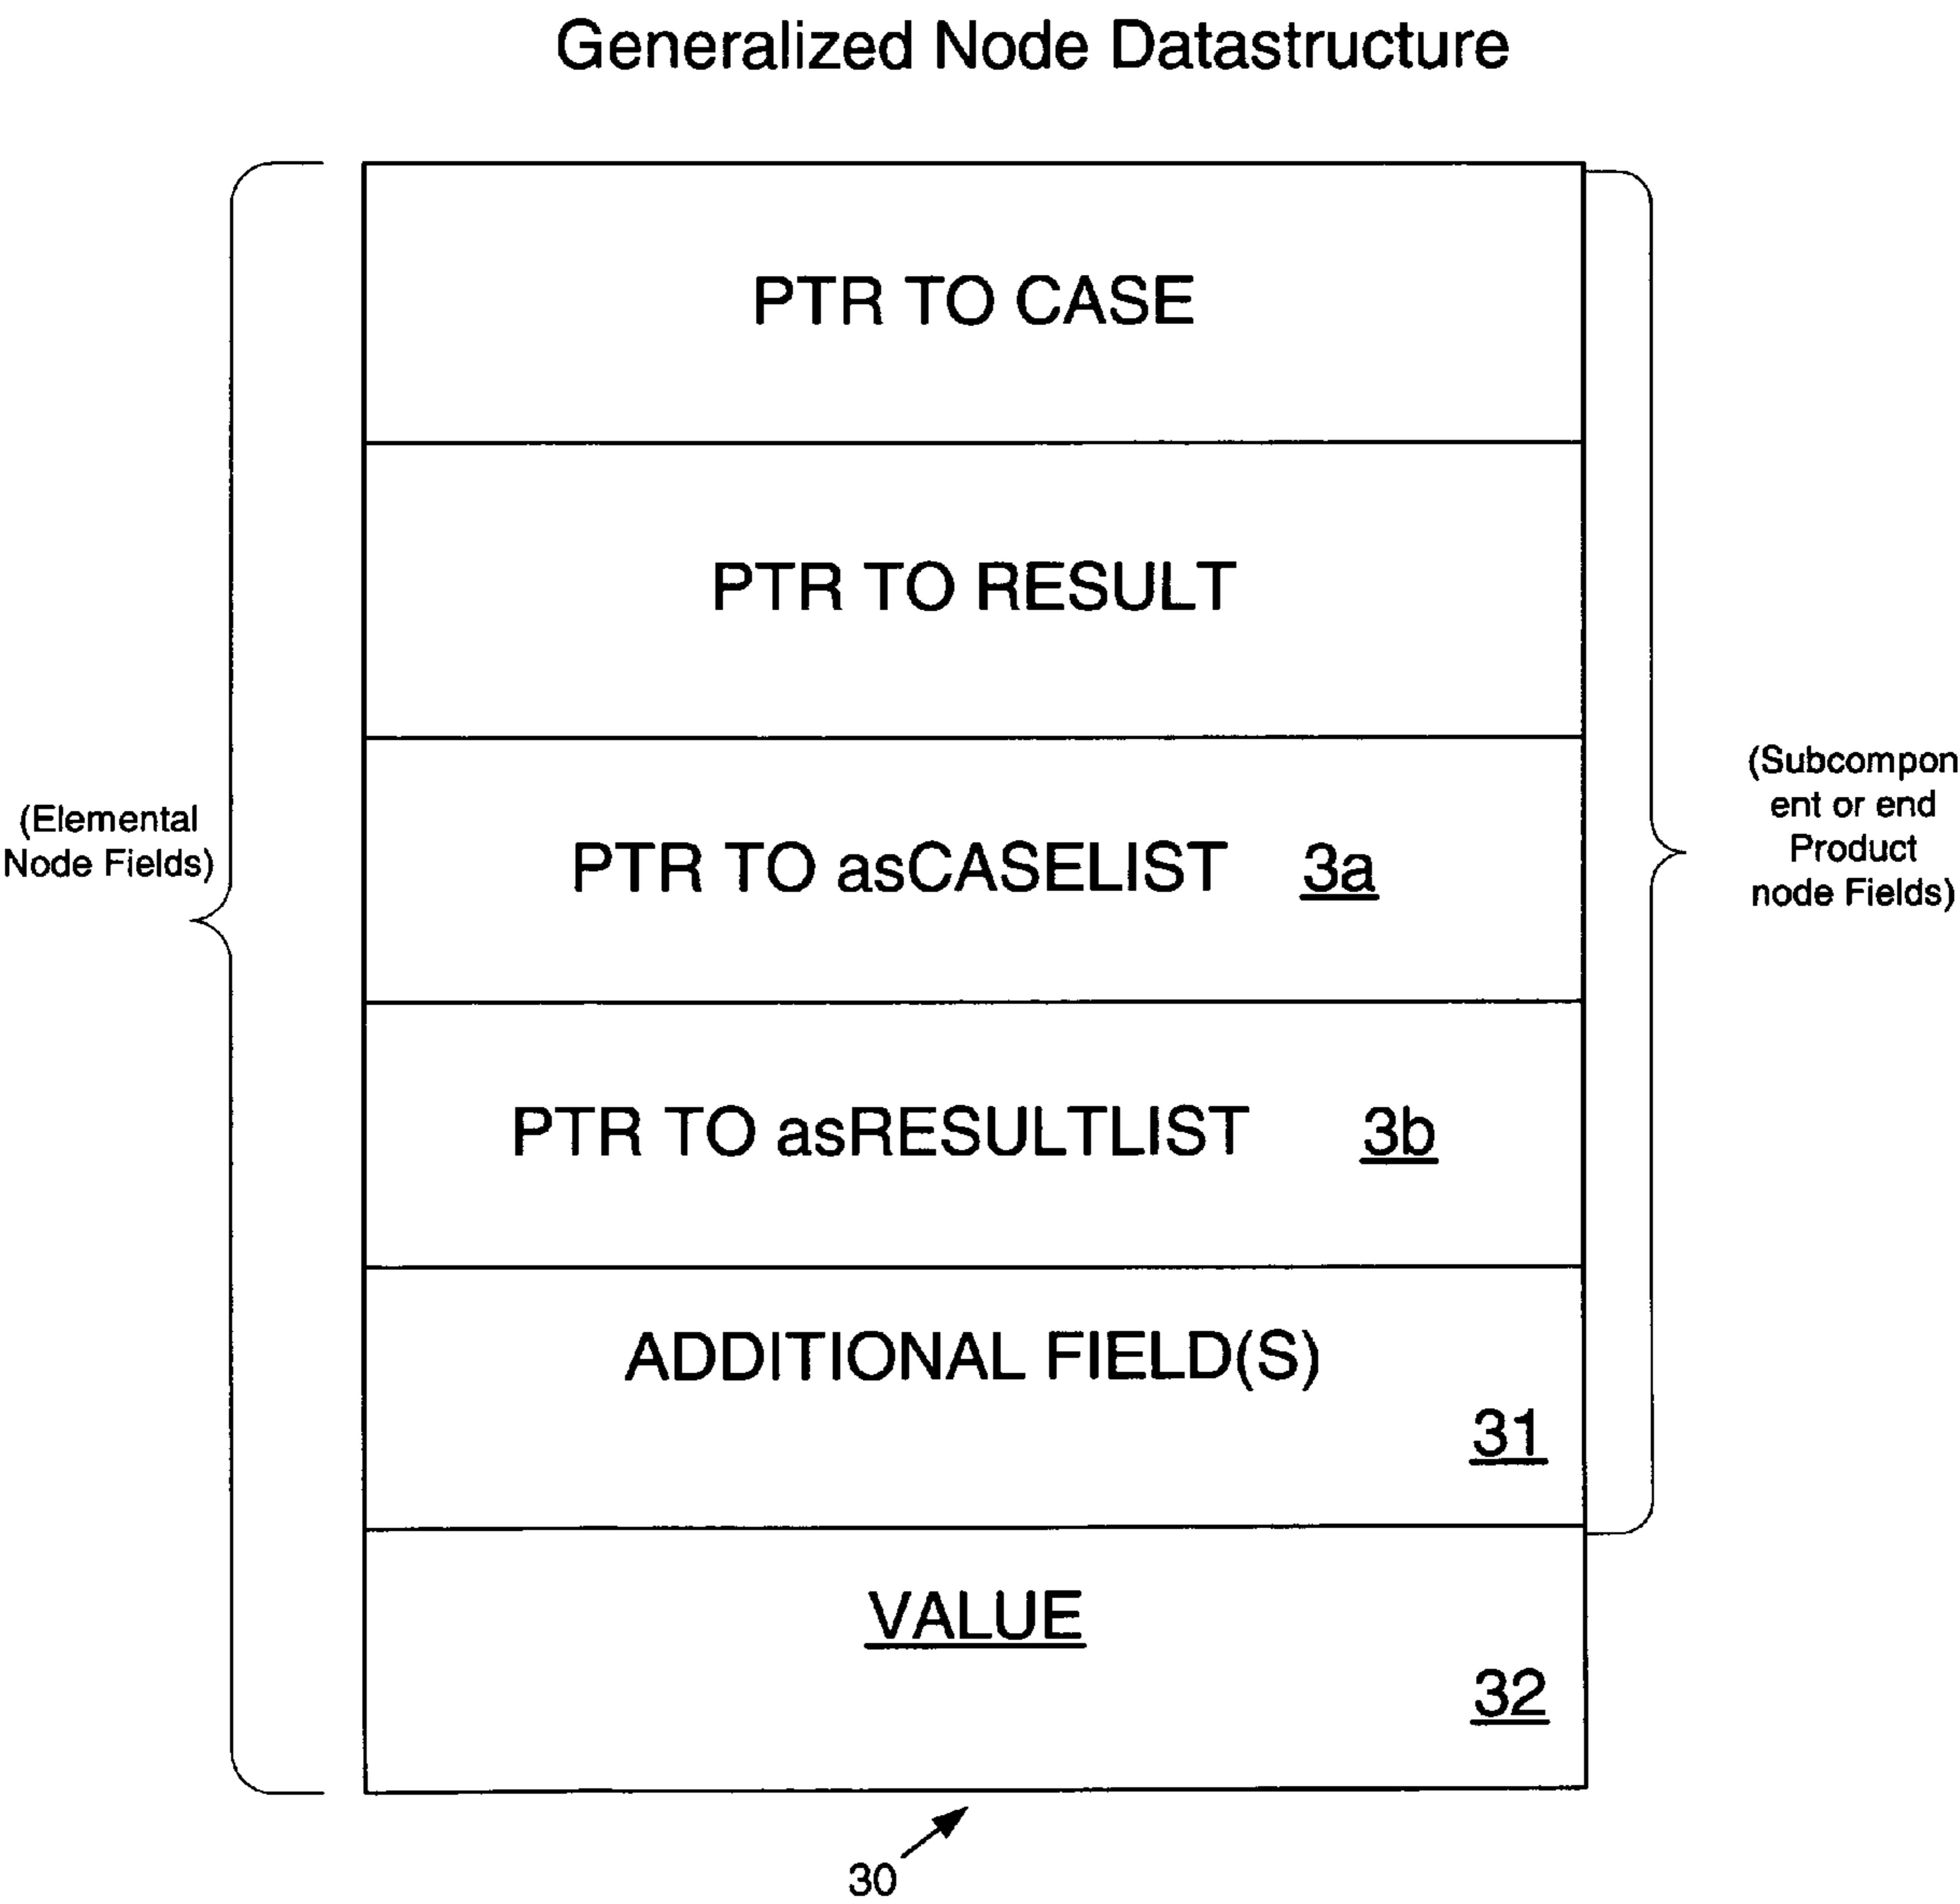 Generalized Node Datastructure
PTR TO CASE
PTR TO RESULT
(Elemental
Node Fields)
PTR TO asCASELIST 3a
(Subcompon
ent or end
Product
node Fields)
PTR TO asRESULTLIST 3b
ADDITIONAL FIELD(S)
31
VALUE
32
30